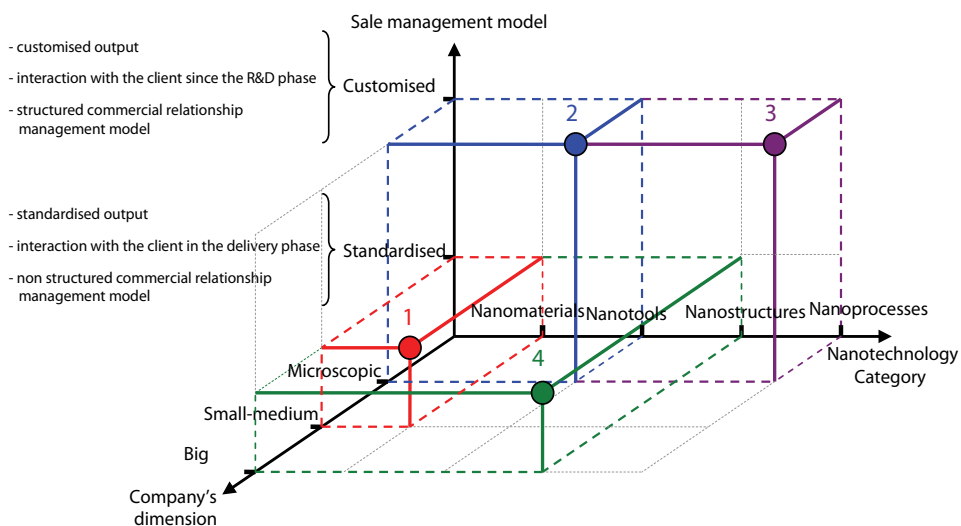 Sale management model
- customised output
- interaction with the client since the R&D phase
- structured commercial relationship
management model
Customised
2
3
- standardised output
- interaction with the client in the delivery phase
- non structured commercial relationship
management model
Standardised
1
Nanomaterials
Nanotools
Nanostructures
Nanoprocesses
4
Nanotechnology
Category
Microscopic
Small-medium
Big
Company's
dimension